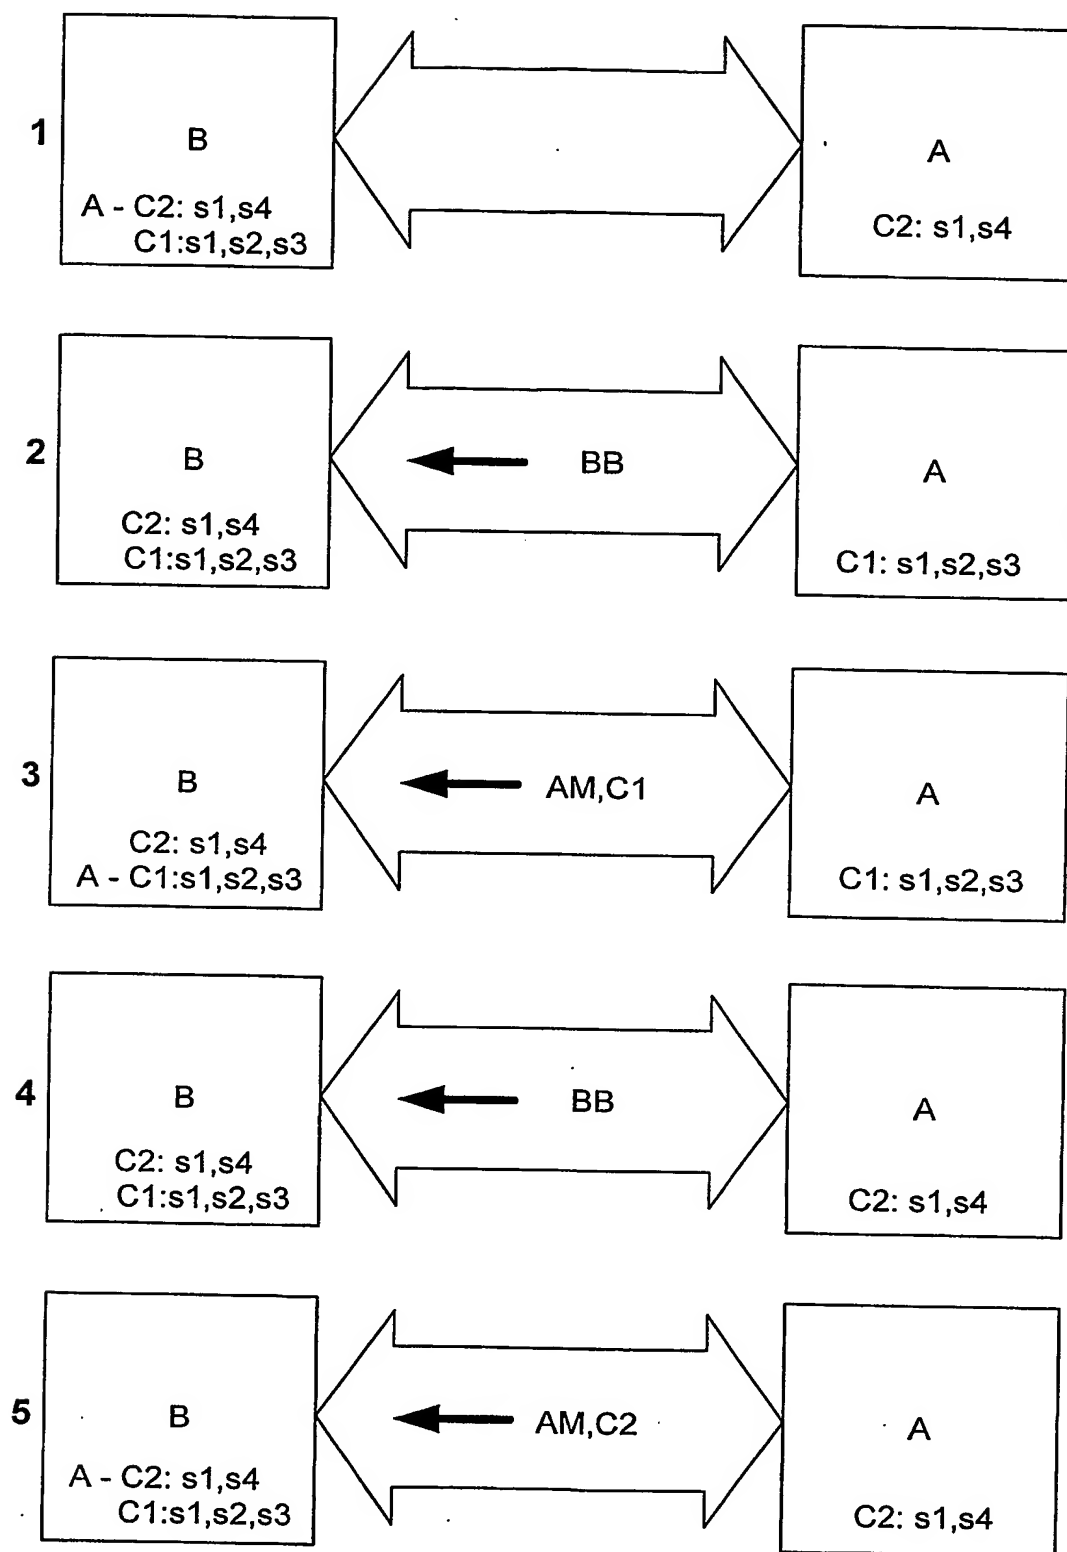 1
B
A - C2: s1,s4
C1:s1,s2,s3
A
C2: s1,s4
2
B
C2: s1,s4
C1:s1,s2,s3
BB
A
C1: s1,s2,s3
3
B
C2: s1,s4
A - C1:s1,s2,s3
AM,C1
A
C1: s1,s2,s3
4
B
C2: s1,s4
C1:s1,s2,s3
BB
A
C2: s1,s4
5
B
A - C2: s1,s4
C1:s1,s2,s3
AM,C2
A
C2: s1,s4